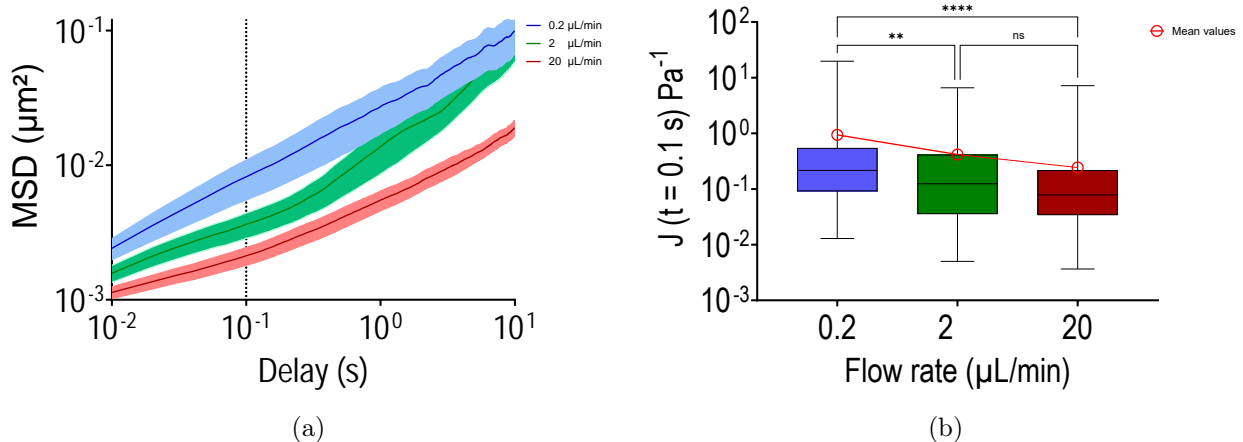 10⁻¹
10⁻²
10⁻³
MSD (µm²)
0.2 µL/min
2 µL/min
20 µL/min
10⁻² 10⁻¹ 10⁰ 10¹
Delay (s)
(a)
**** 
** ns
Mean values
10²
10¹
10⁰
10⁻¹
10⁻²
10⁻³
J (t = 0.1 s) Pa⁻¹
0.2 2 20
Flow rate (µL/min)
(b)